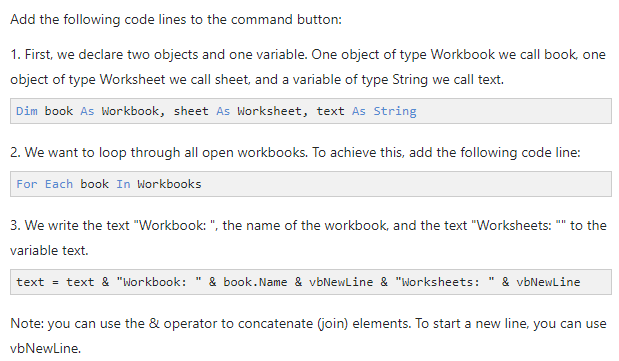 Add the following code lines to the command button:
1. First, we declare two objects and one variable. One object of type Workbook we call book, one
object of type Worksheet we call sheet, and a variable of type String we call text.
Dim book As Workbook, sheet As Worksheet, text As String
2. We want to loop through all open workbooks. To achieve this, add the following code line:
For Each book In Workbooks
3. We write the text "Workbook: ", the name of the workbook, and the text "Worksheets: "" to the
variable text.
text = text & "Workbook: " & book.Name & vbNewLine & "Worksheets: " & vbNewLine
Note: you can use the & operator to concatenate (join) elements. To start a new line, you can use
vbNewLine.